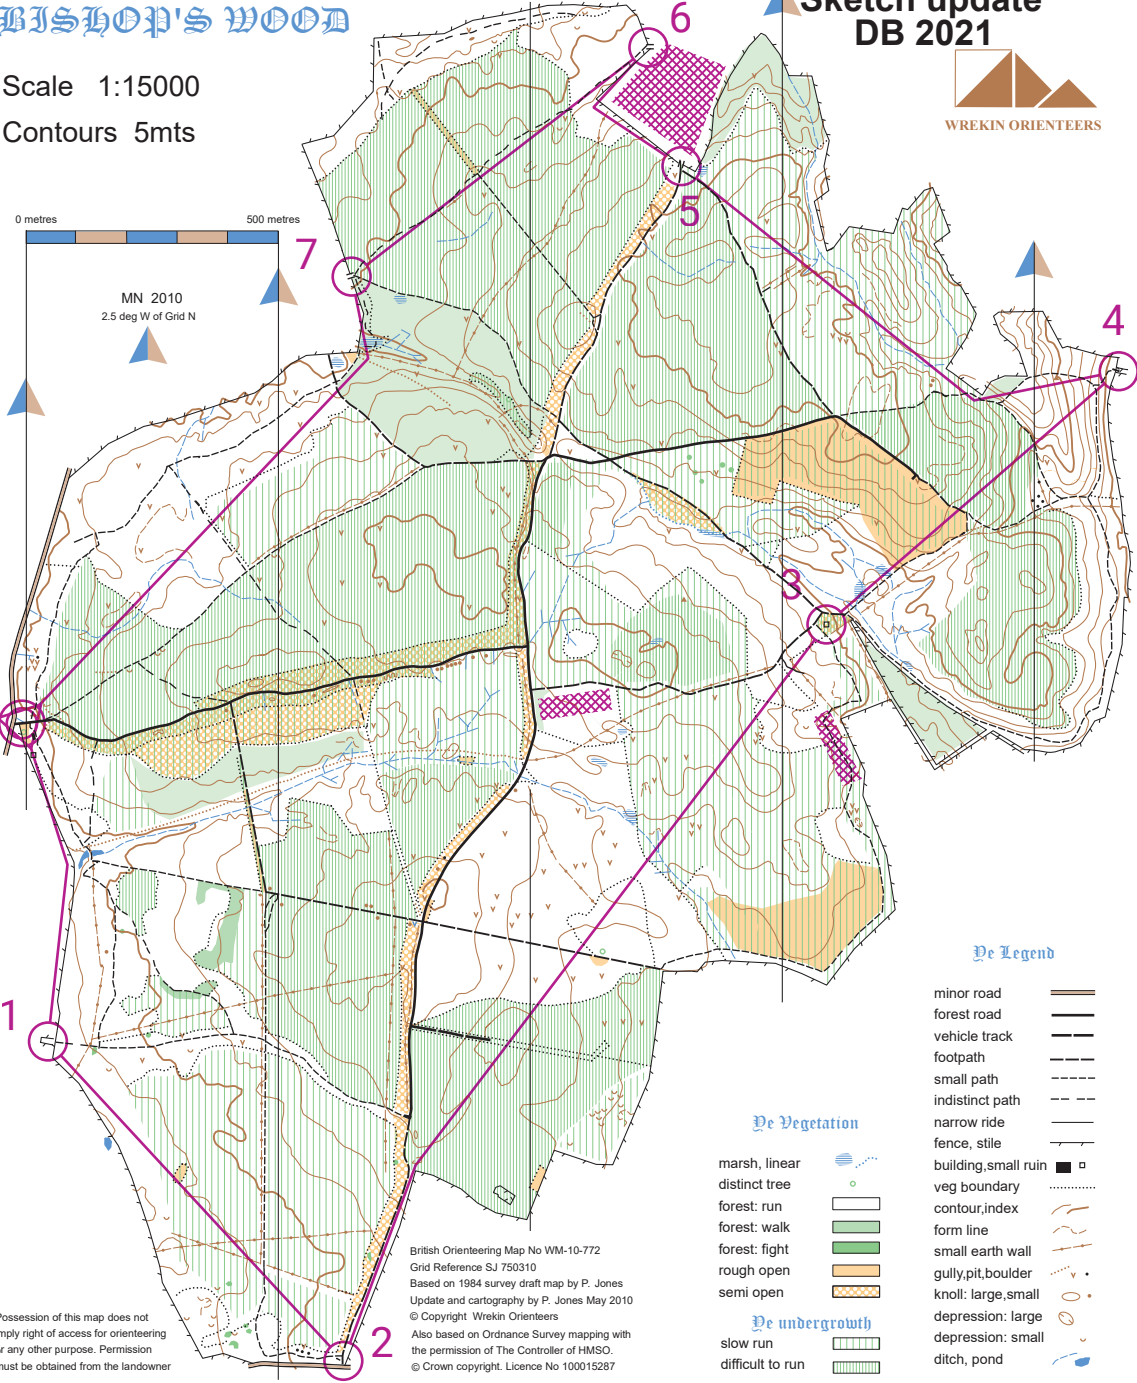 BISHOP'S WOOD
Scale 1:15000
Contours 5mts
Sketch update
DB 2021
WREKIN ORIENTEERS
0 metres 500 metres
MN 2010
2.5 deg W of Grid N
6
5
7
4
3
1
2
Ye Legend
minor road
forest road
vehicle track
footpath
small path
indistinct path
narrow ride
fence, stile
building,small ruin
veg boundary
contour,index
form line
small earth wall
gully,pit,boulder
knoll: large,small
depression: large
depression: small
ditch, pond
Ye Vegetation
marsh, linear
distinct tree
forest: run
forest: walk
forest: fight
rough open
semi open
Ye undergrowth
slow run
difficult to run
British Orienteering Map No WM-10-772
Grid Reference SJ 750310
Based on 1984 survey draft map by P. Jones
Update and cartography by P. Jones May 2010
© Copyright Wrekin Orienteers
Also based on Ordnance Survey mapping with
the permission of The Controller of HMSO.
© Crown copyright. Licence No 100015287
Possession of this map does not
mply right of access for orienteering
r any other purpose. Permission
must be obtained from the landowner